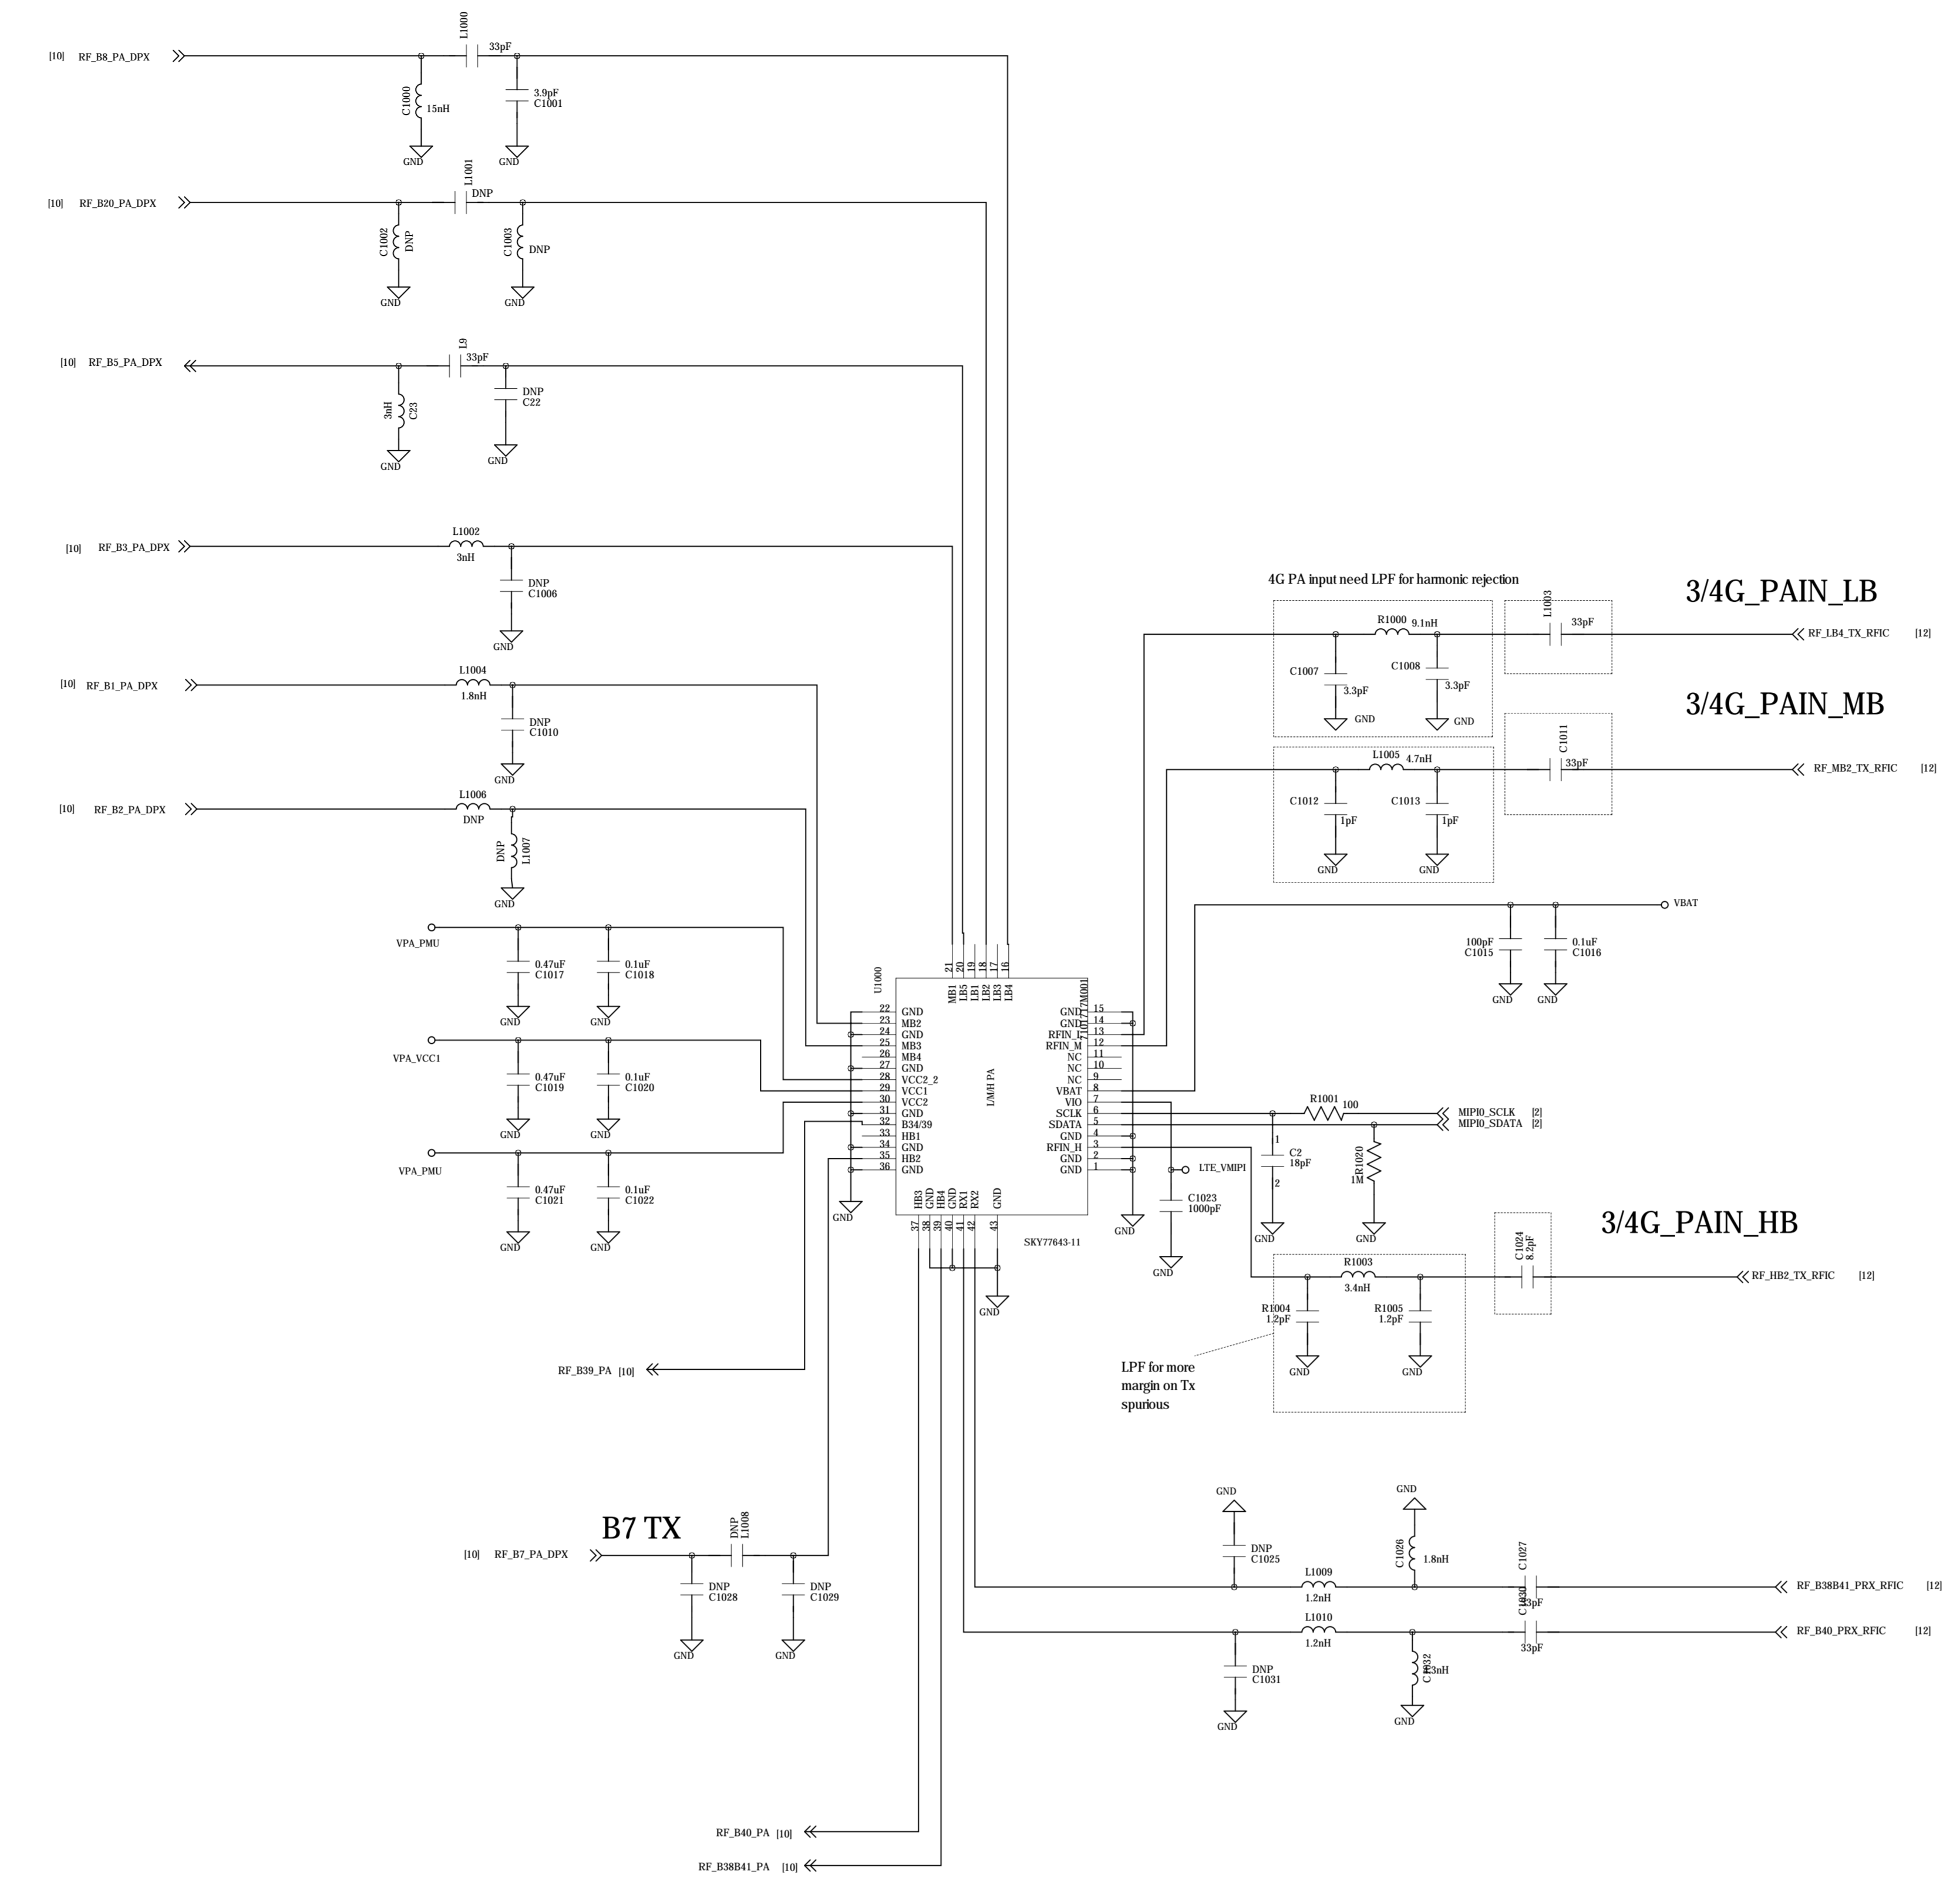 L1000
33pF
[10] RF_B8_PA_DPX
C1000
15nH
3.9pF
C1001
GND
GND
L1001
DNP
[10] RF_B20_PA_DPX
C1002
DNP
C1003
DNP
GND
GND
L9
33pF
[10] RF_B5_PA_DPX
3nH
C23
DNP
C22
GND
GND
[10] RF_B3_PA_DPX
L1002
3nH
DNP
C1006
GND
[10] RF_B1_PA_DPX
L1004
1.8nH
DNP
C1010
GND
[10] RF_B2_PA_DPX
L1006
DNP
DNP
L1007
GND
4G PA input need LPF for harmonic rejection
3/4G_PAIN_LB
R1000 9.1nH
L1003
33pF
RF_LB4_TX_RFIC [12]
C1007
3.3pF
C1008
3.3pF
GND
GND
3/4G_PAIN_MB
L1005 4.7nH
C1011
33pF
RF_MB2_TX_RFIC [12]
C1012
1pF
C1013
1pF
GND
GND
VBAT
100pF
C1015
0.1uF
C1016
GND
GND
VPA_PMU
0.47uF
C1017
0.1uF
C1018
GND
GND
VPA_VCC1
0.47uF
C1019
0.1uF
C1020
GND
GND
VPA_PMU
0.47uF
C1021
0.1uF
C1022
GND
GND
U1000
21 20 19 18 17 16
MB1 LB5 LB1 LB2 LB3 LB4
7101717M001
22 GND
23 MB2
24 GND
25 MB3
26 MB4
27 GND
28 VCC2_2
29 VCC1
30 VCC2
31 GND
32 B34/39
33 HB1
34 GND
35 HB2
36 GND
L/M/H PA
GND 15
GND 14
RFIN_L 13
RFIN_M 12
NC 11
NC 10
NC 9
VBAT 8
VIO 7
SCLK 6
SDATA 5
GND 4
RFIN_H 3
GND 2
GND 1
HB3 GND HB4 GND RX1 RX2 GND
37 38 39 40 41 42 43
SKY77643-11
GND
GND
GND
R1001 100
MIPI0_SCLK [2]
MIPI0_SDATA [2]
1
C2
18pF
2
R1020
1M
GND
GND
LTE_VMIPI
C1023
1000pF
GND
3/4G_PAIN_HB
C1024
8.2pF
R1003
3.4nH
RF_HB2_TX_RFIC [12]
R1004
1.2pF
R1005
1.2pF
GND
GND
LPF for more
margin on Tx
spurious
RF_B39_PA [10]
B7 TX
DNP
L1008
[10] RF_B7_PA_DPX
DNP
C1028
DNP
C1029
GND
GND
GND
GND
DNP
C1025
C1026
1.8nH
C1027
L1009
1.2nH
33pF
RF_B38B41_PRX_RFIC [12]
L1010
1.2nH
C1030
33pF
RF_B40_PRX_RFIC [12]
DNP
C1031
C1032
GND
GND
RF_B40_PA [10]
RF_B38B41_PA [10]